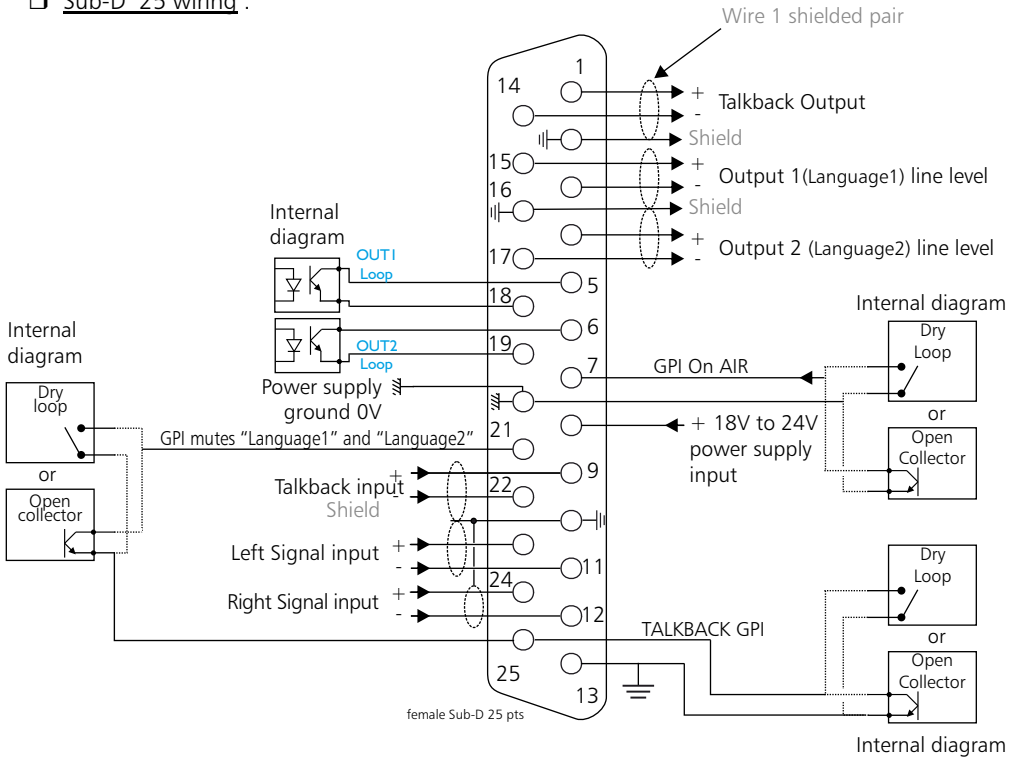 Sub-D 25 wiring :
Wire 1 shielded pair
1
14
+
Talkback Output
-
Shield
15
+
Output 1(Language1) line level
-
16
Shield
Internal
diagram
+
Output 2 (Language2) line level
-
17
OUT1
Loop
5
18
Internal diagram
Internal
diagram
6
Dry
Loop
19
OUT2
Loop
7
GPI On AIR
Power supply
ground 0V
Dry
loop
or
+ 18V to 24V
power supply
input
21
GPI mutes "Language1" and "Language2"
Open
Collector
or
9
+
Talkback input
-
22
Shield
Open
collector
Left Signal input
+
-
11
Dry
Loop
24
Right Signal input
+
-
12
TALKBACK GPI
or
25
13
Open
Collector
female Sub-D 25 pts
Internal diagram